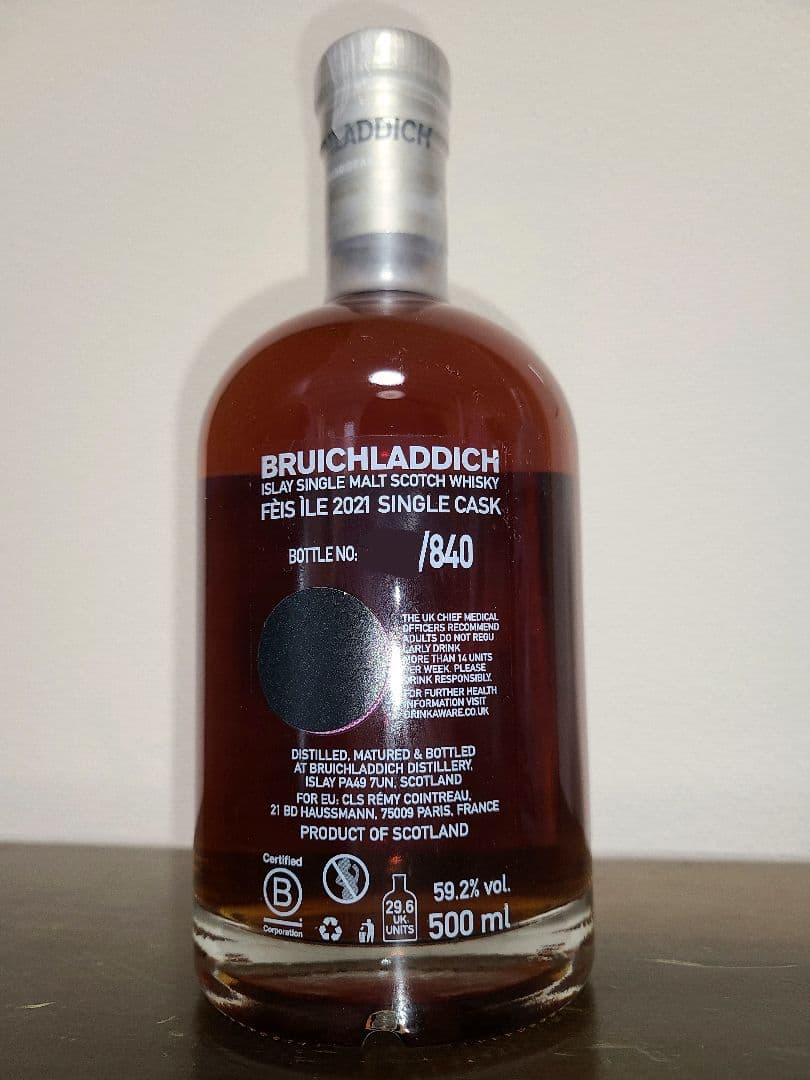 LADDICH
BRUICHLADDICH
ISLAY SINGLE MALT SCOTCH WHISKY
FÈIS ÌLE 2021 SINGLE CASK
BOTTLE NO: /840
THE UK CHIEF MEDICAL
OFFICERS RECOMMEND
ADULTS DO NOT REGU
LARLY DRINK
MORE THAN 14 UNITS
PER WEEK. PLEASE
DRINK RESPONSIBLY.
FOR FURTHER HEALTH
INFORMATION VISIT
DRINKAWARE.CO.UK
DISTILLED, MATURED & BOTTLED
AT BRUICHLADDICH DISTILLERY,
ISLAY PA49 7UN, SCOTLAND
FOR EU: CLS RÉMY COINTREAU,
21 BD HAUSSMANN, 75009 PARIS, FRANCE
PRODUCT OF SCOTLAND
Certified
B
Corporation
29.6
UK
UNITS
59.2% vol.
500 ml